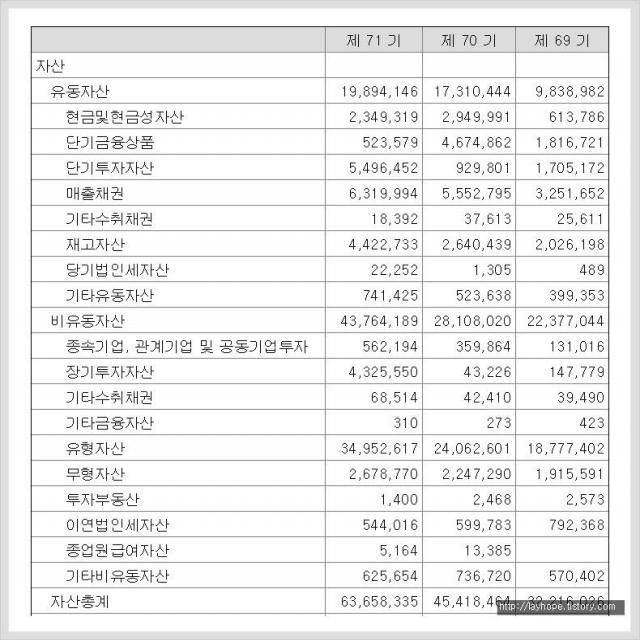 제 71 기 제 70 기 제 69 기
자산
유동자산 19,894,146 17,310,444 9,838,982
현금및현금성자산 2,349,319 2,949,991 613,786
단기금융상품 523,579 4,674,862 1,816,721
단기투자자산 5,496,452 929,801 1,705,172
매출채권 6,319,994 5,552,795 3,251,652
기타수취채권 18,392 37,613 25,611
재고자산 4,422,733 2,640,439 2,026,198
당기법인세자산 22,252 1,305 489
기타유동자산 741,425 523,638 399,353
비유동자산 43,764,189 28,108,020 22,377,044
종속기업, 관계기업 및 공동기업투자 562,194 359,864 131,016
장기투자자산 4,325,550 43,226 147,779
기타수취채권 68,514 42,410 39,490
기타금융자산 310 273 423
유형자산 34,952,617 24,062,601 18,777,402
무형자산 2,678,770 2,247,290 1,915,591
투자부동산 1,400 2,468 2,573
이연법인세자산 544,016 599,783 792,368
종업원급여자산 5,164 13,385
기타비유동자산 625,654 736,720 570,402
자산총계 63,658,335 45,418,464
http://layhope.tistory.com